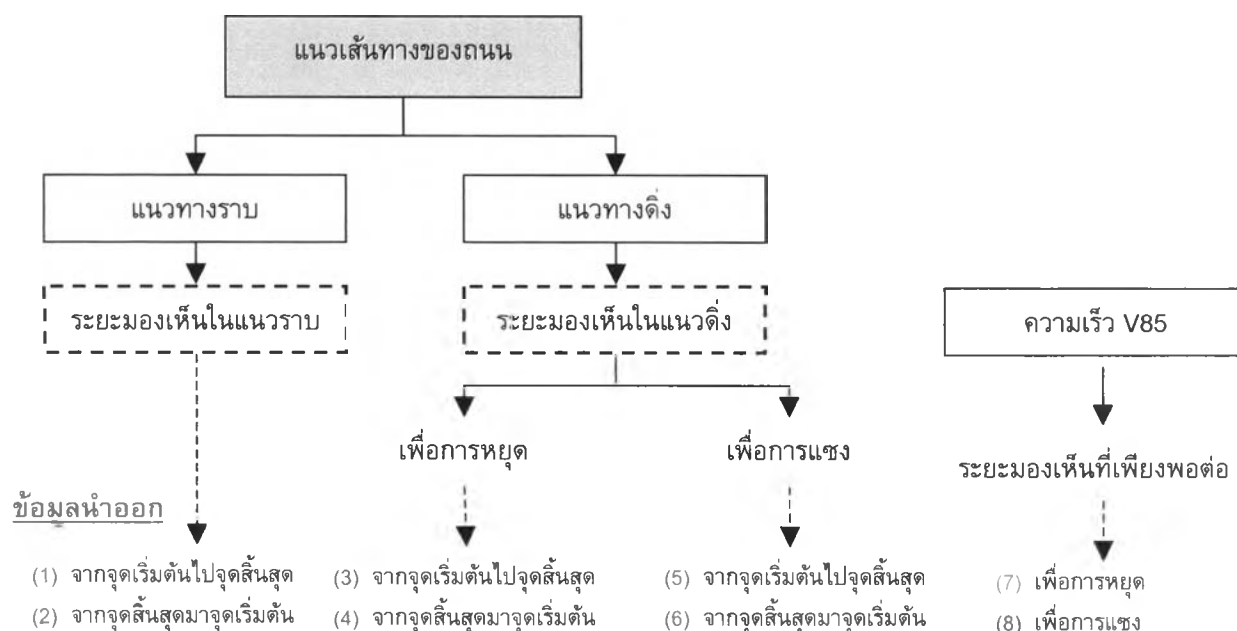 แนวเส้นทางของถนน
แนวทางราบ
แนวทางดิ่ง
ระยะมองเห็นในแนวราบ
ระยะมองเห็นในแนวดิ่ง
ความเร็ว V85
เพื่อการหยุด
เพื่อการแซง
ระยะมองเห็นที่เพียงพอต่อ
ข้อมูลนำออก
(1) จากจุดเริ่มต้นไปจุดสิ้นสุด
(2) จากจุดสิ้นสุดมาจุดเริ่มต้น
(3) จากจุดเริ่มต้นไปจุดสิ้นสุด
(4) จากจุดสิ้นสุดมาจุดเริ่มต้น
(5) จากจุดเริ่มต้นไปจุดสิ้นสุด
(6) จากจุดสิ้นสุดมาจุดเริ่มต้น
(7) เพื่อการหยุด
(8) เพื่อการแซง